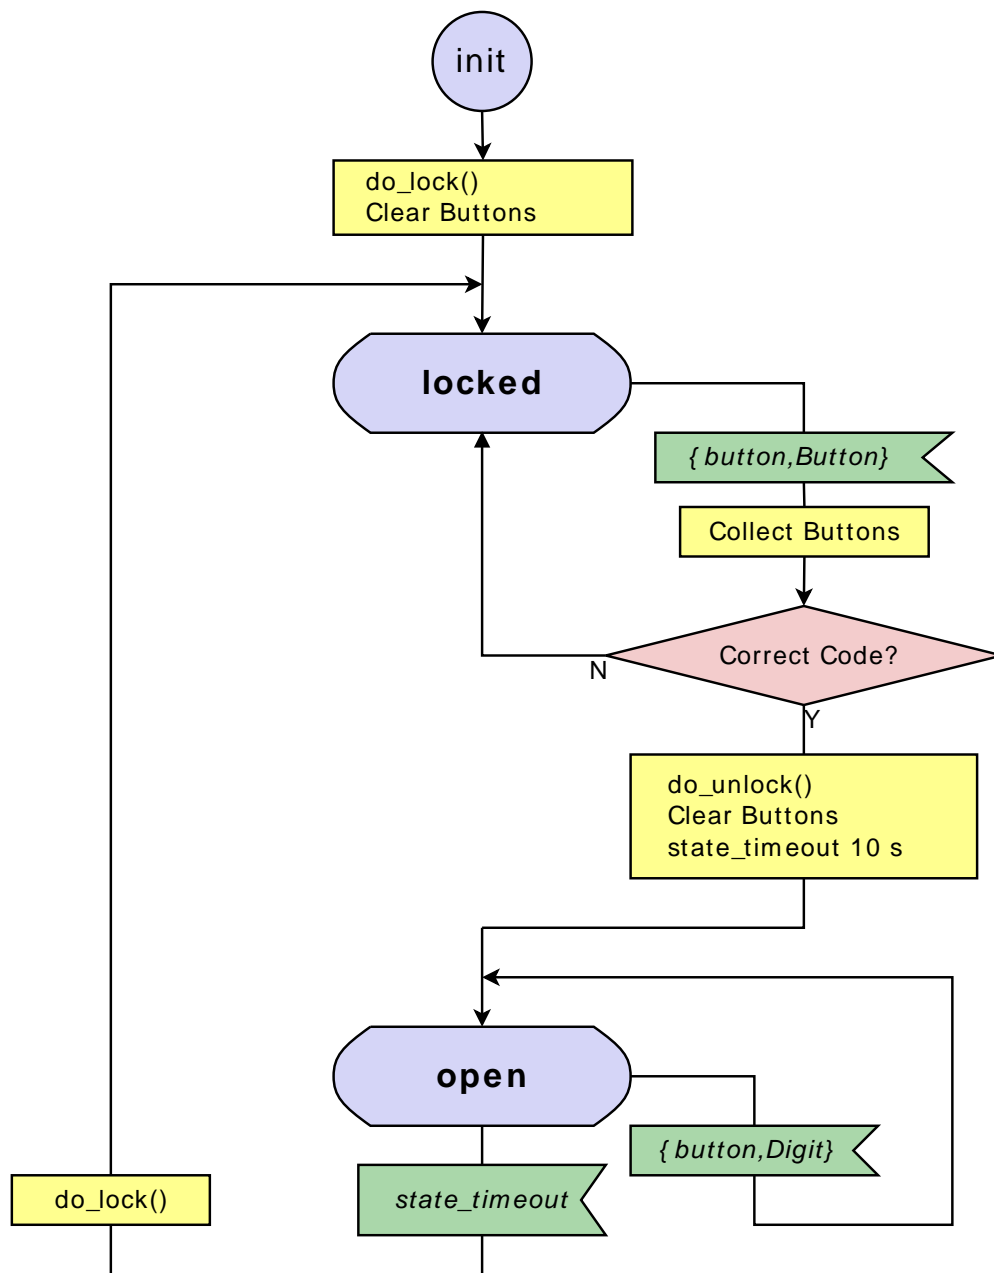 init
do_lock()
Clear Buttons
locked
{button,Button}
Collect Buttons
Correct Code?
N
Y
do_unlock()
Clear Buttons
state_timeout 10 s
open
{button,Digit}
do_lock()
state_timeout